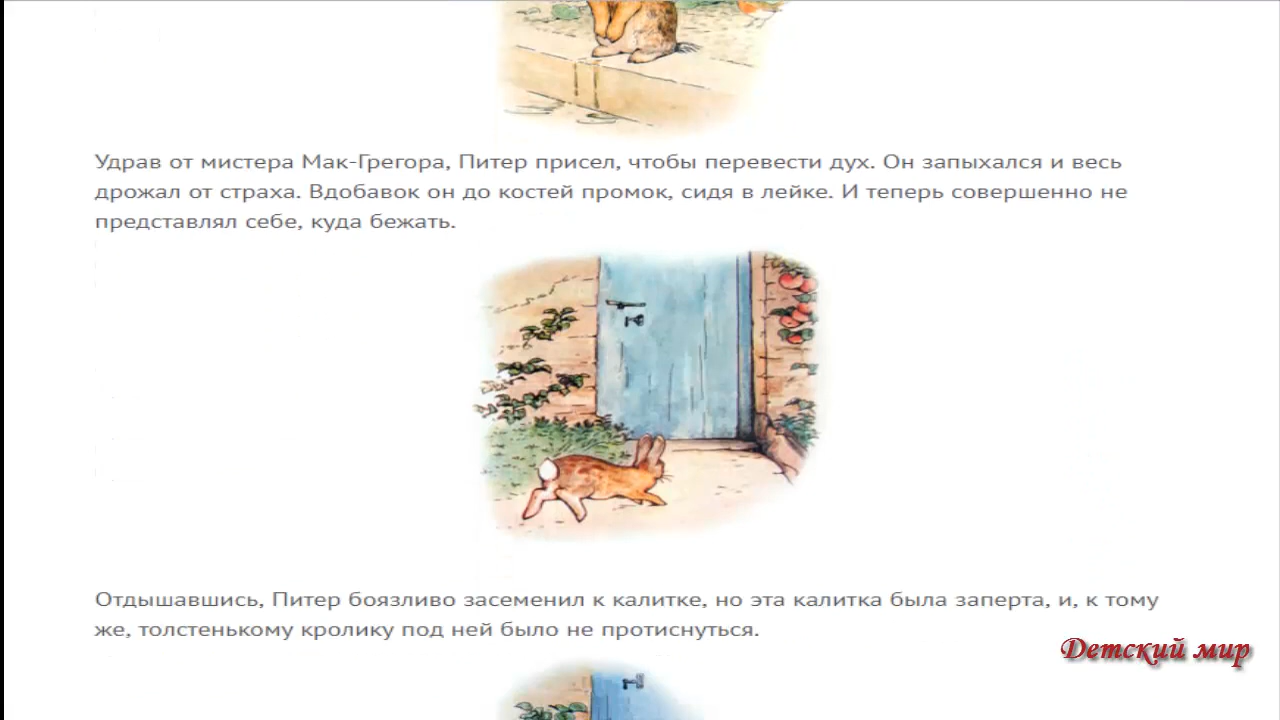 Удрав от мистера Мак-Грегора, Питер присел, чтобы перевести дух. Он запыхался и весь
дрожал от страха. Вдобавок он до костей промок, сидя в лейке. И теперь совершенно не
представлял себе, куда бежать.
Отдышавшись, Питер боязливо засеменил к калитке, но эта калитка была заперта, и, к тому
же, толстенькому кролику под ней было не протиснуться.
Детский мир